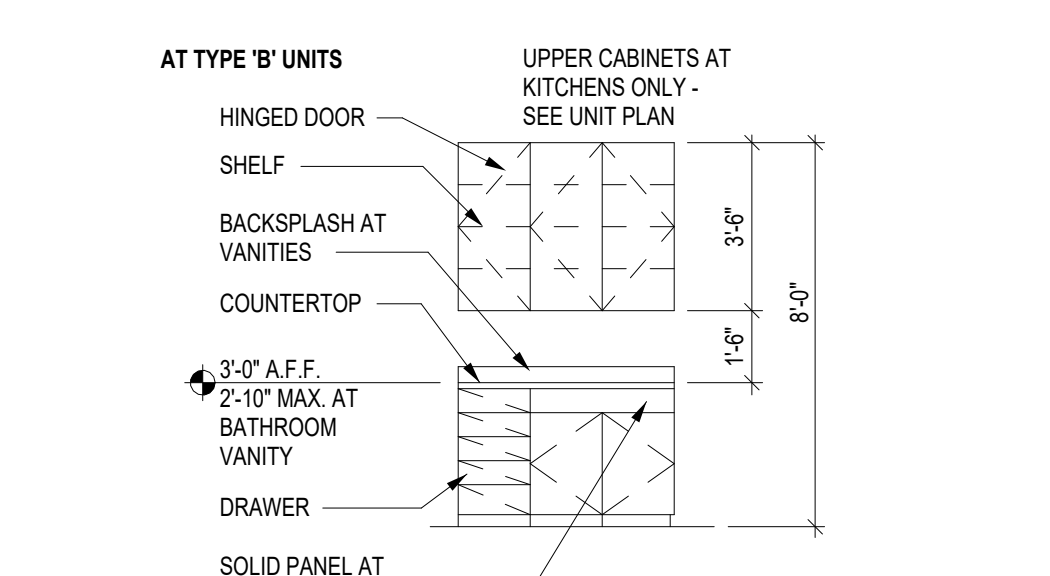 AT TYPE 'B' UNITS
UPPER CABINETS AT
KITCHENS ONLY -
SEE UNIT PLAN
HINGED DOOR
SHELF
BACKSPLASH AT
VANITIES
COUNTERTOP
3'-0" A.F.F.
2'-10" MAX. AT
BATHROOM
VANITY
DRAWER
SOLID PANEL AT
3'-6"
1'-6"
8'-0"